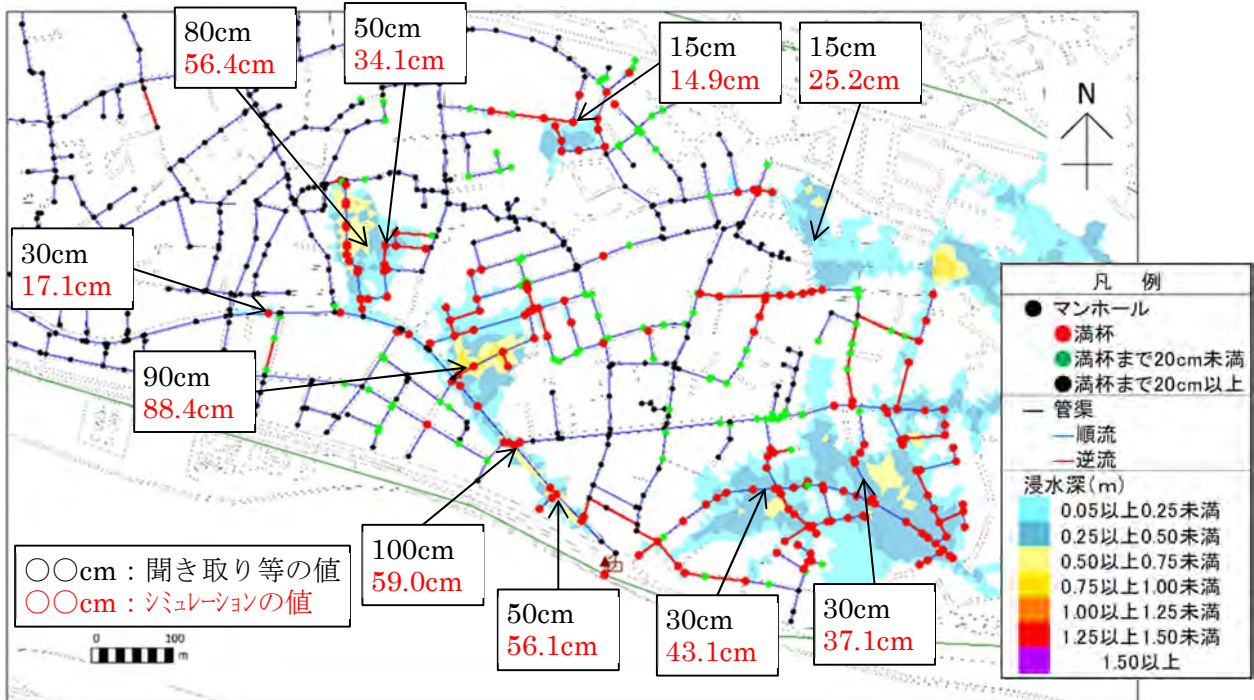 80cm
56.4cm
50cm
34.1cm
15cm
14.9cm
15cm
25.2cm
N
30cm
17.1cm
90cm
88.4cm
100cm
59.0cm
50cm
56.1cm
30cm
43.1cm
30cm
37.1cm
○○cm：聞き取り等の値
○○cm：シミュレーションの値
0 100
m
凡 例
マンホール
満杯
満杯まで20cm未満
満杯まで20cm以上
管渠
順流
逆流
浸水深(m)
0.05以上0.25未満
0.25以上0.50未満
0.50以上0.75未満
0.75以上1.00未満
1.00以上1.25未満
1.25以上1.50未満
1.50以上